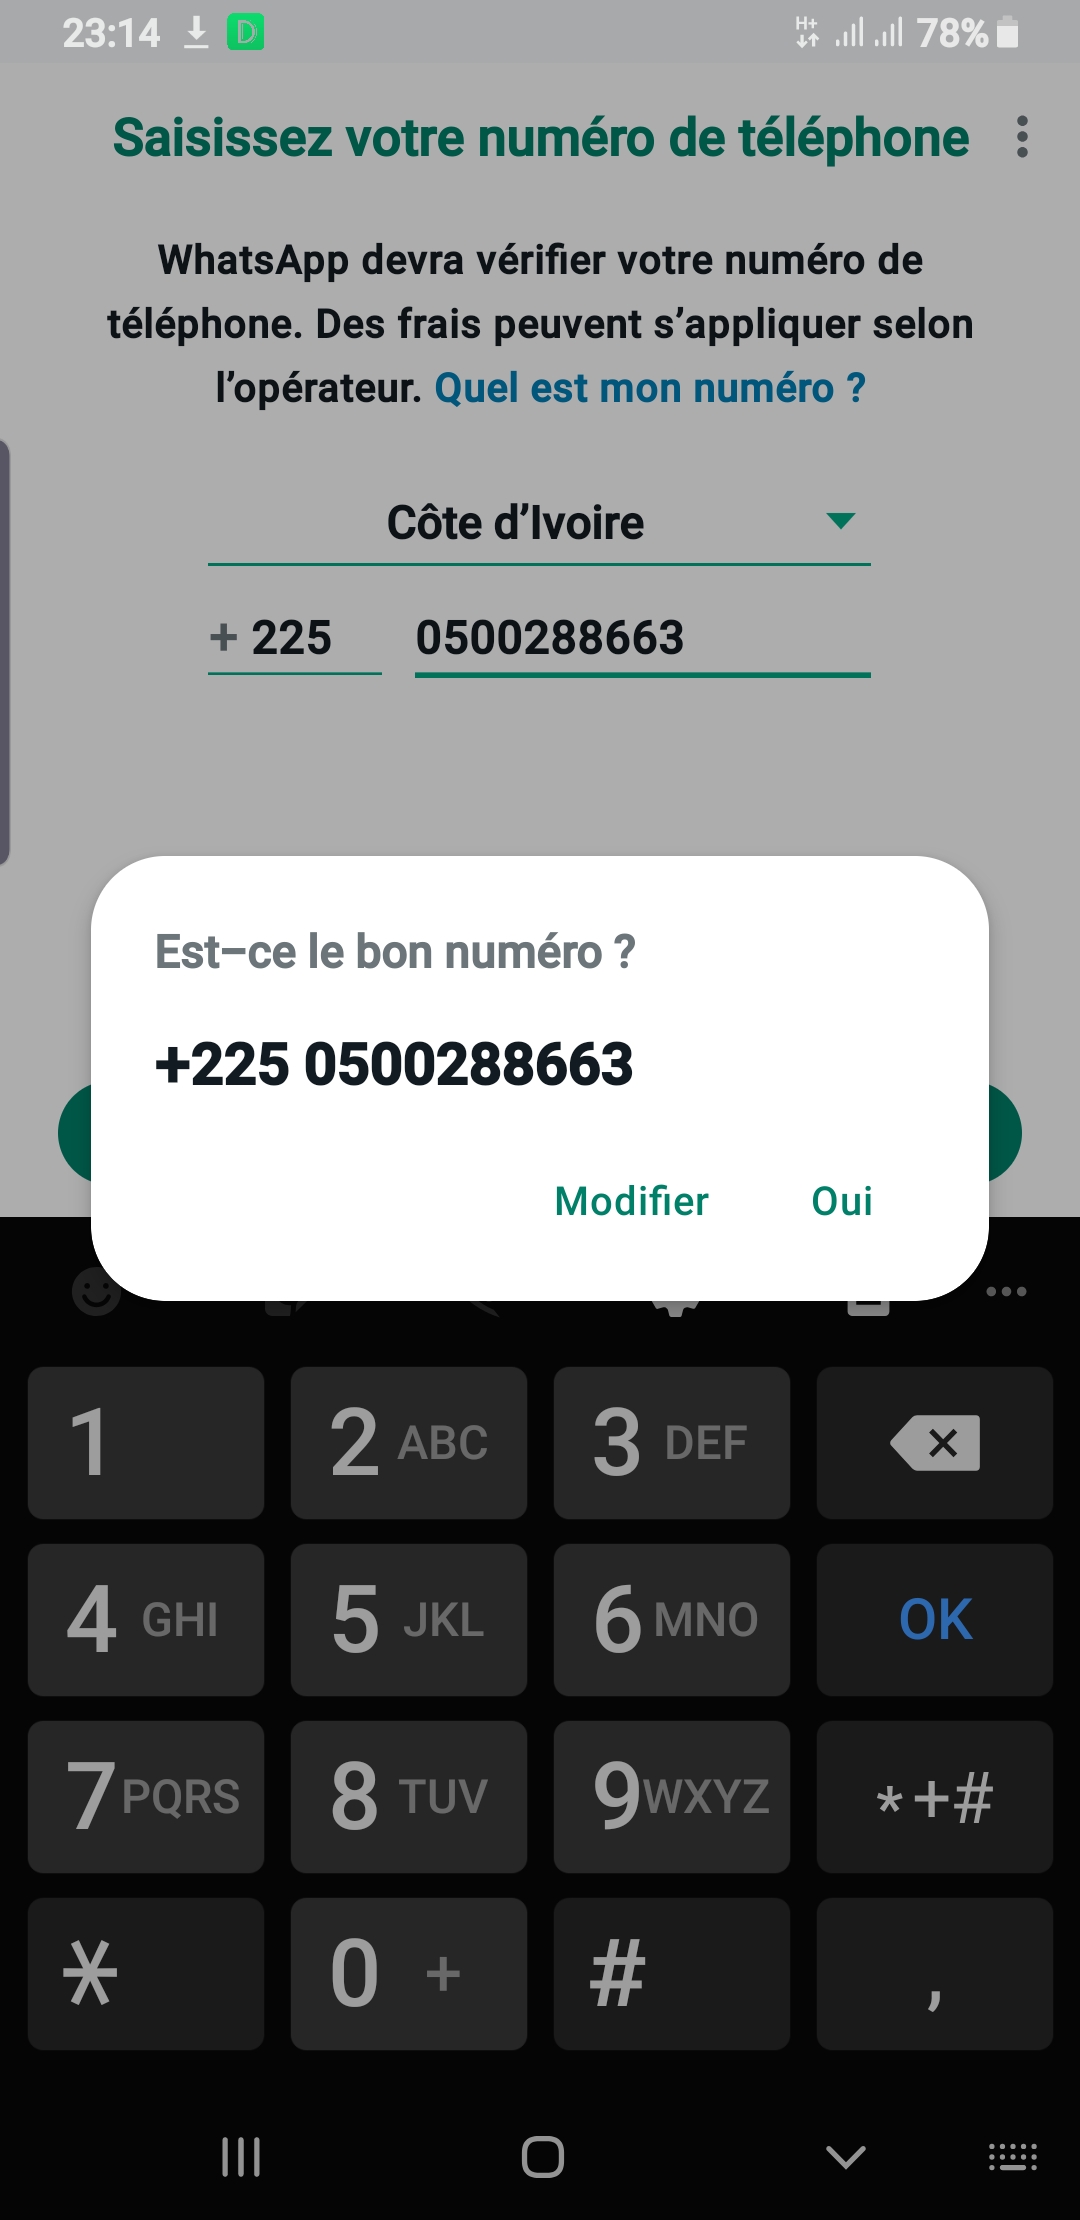 23:14 D H+ 78%
Saisissez votre numéro de téléphone
WhatsApp devra vérifier votre numéro de
téléphone. Des frais peuvent s’appliquer selon
l’opérateur. Quel est mon numéro ?
Côte d’Ivoire
+ 225 0500288663
Est-ce le bon numéro ?
+225 0500288663
Modifier Oui
1 2 ABC 3 DEF
4 GHI 5 JKL 6 MNO OK
7 PQRS 8 TUV 9 WXYZ *+#
* 0 + # ,